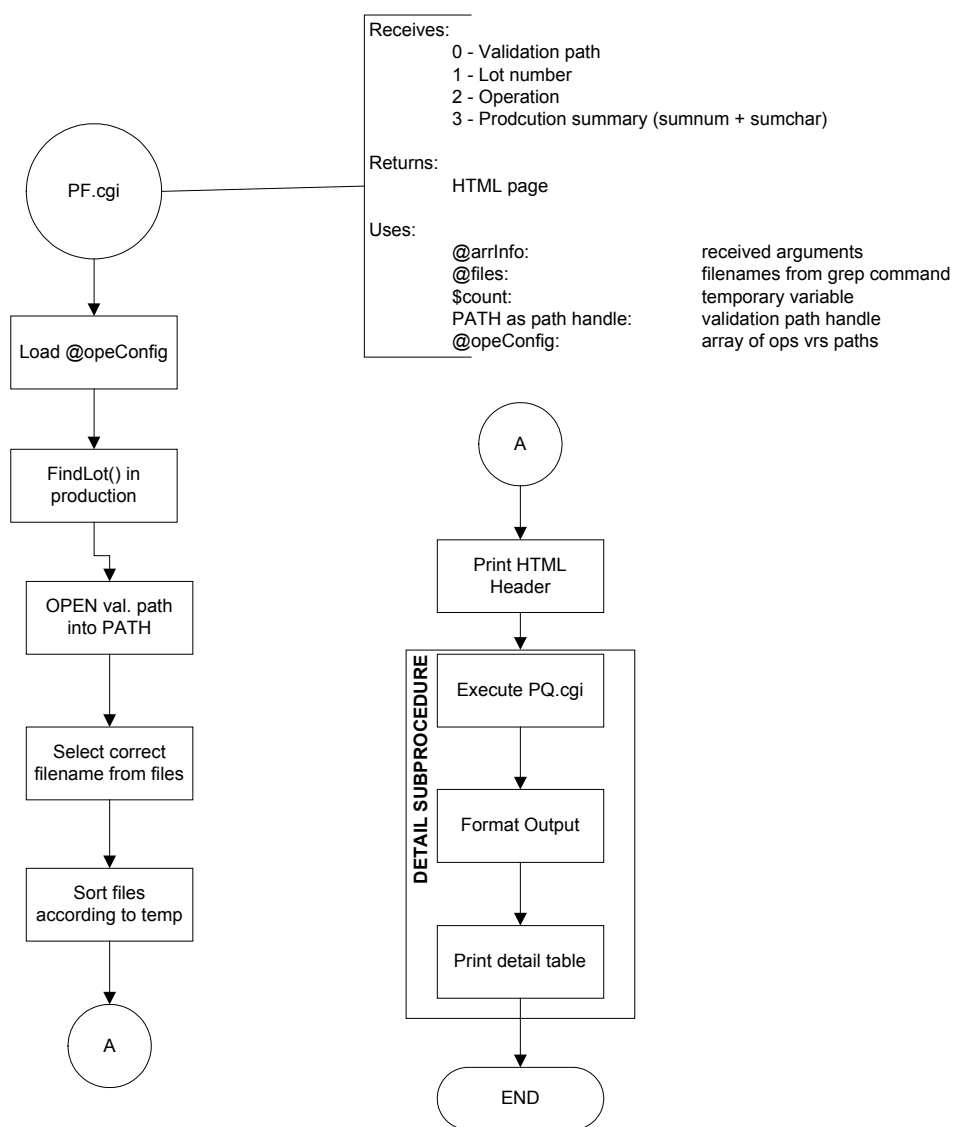 Receives:
0 - Validation path
1 - Lot number
2 - Operation
3 - Prodcution summary (sumnum + sumchar)
Returns:
HTML page
Uses:
@arrInfo: received arguments
@files: filenames from grep command
$count: temporary variable
PATH as path handle: validation path handle
@opeConfig: array of ops vrs paths
PF.cgi
Load @opeConfig
FindLot() in
production
OPEN val. path
into PATH
Select correct
filename from files
Sort files
according to temp
A
A
Print HTML
Header
DETAIL SUBPROCEDURE
Execute PQ.cgi
Format Output
Print detail table
END